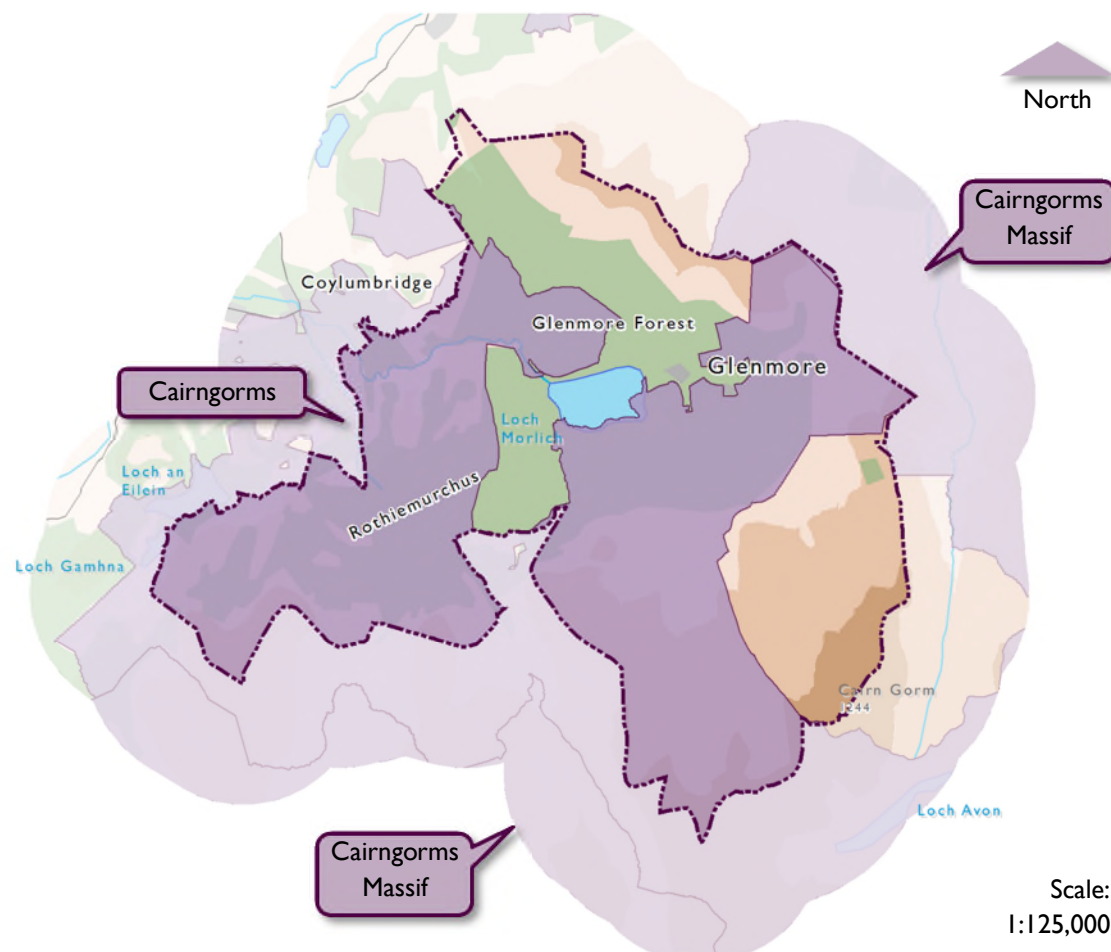 North
Cairngorms
Massif
Coylumbridge
Glenmore Forest
Glenmore
Cairngorms
Loch
Morlich
Loch an
Eilein
Rothiemurchus
Loch Gamhna
Cairn Gorm
1244
Loch Avon
Cairngorms
Massif
Scale:
1:125,000